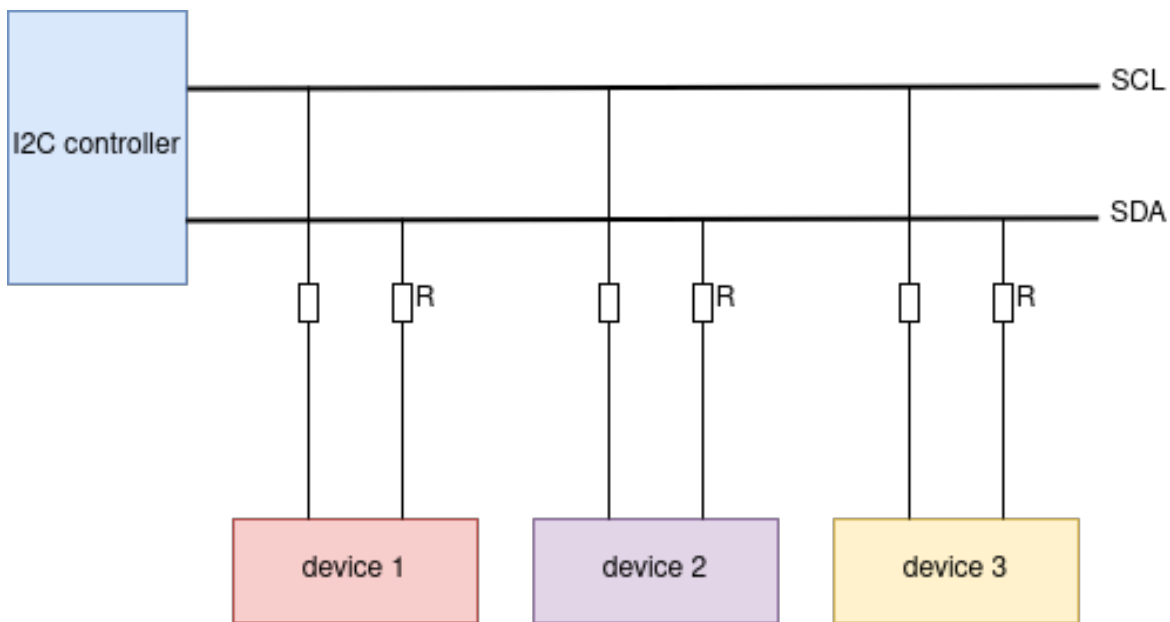 SCL
I2C controller
SDA
R
R
R
device 1
device 2
device 3